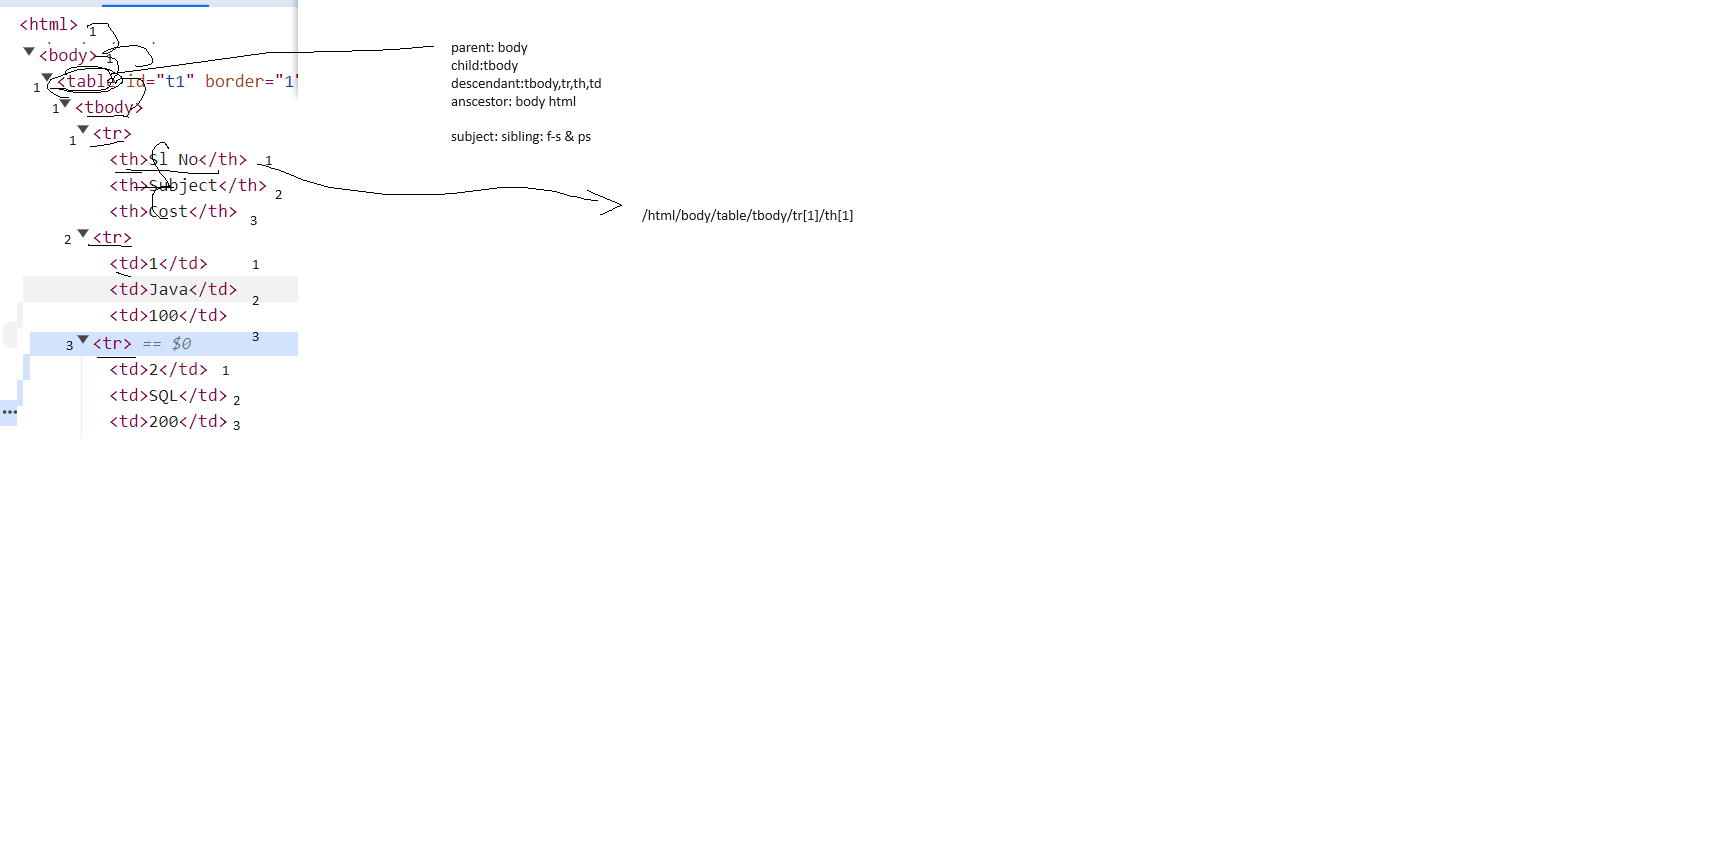 <html> 1
<body> 1
1 <table id="t1" border="1"
1 <tbody>
1 <tr>
<th>Sl No</th> 1
<th>Subject</th> 2
<th>Cost</th> 3
2 <tr>
<td>1</td> 1
<td>Java</td> 2
<td>100</td> 3
3 <tr> == $0
<td>2</td> 1
<td>SQL</td> 2
<td>200</td> 3
parent: body
child:tbody
descendant:tbody,tr,th,td
anscestor: body html
subject: sibling: f-s & ps
/html/body/table/tbody/tr[1]/th[1]